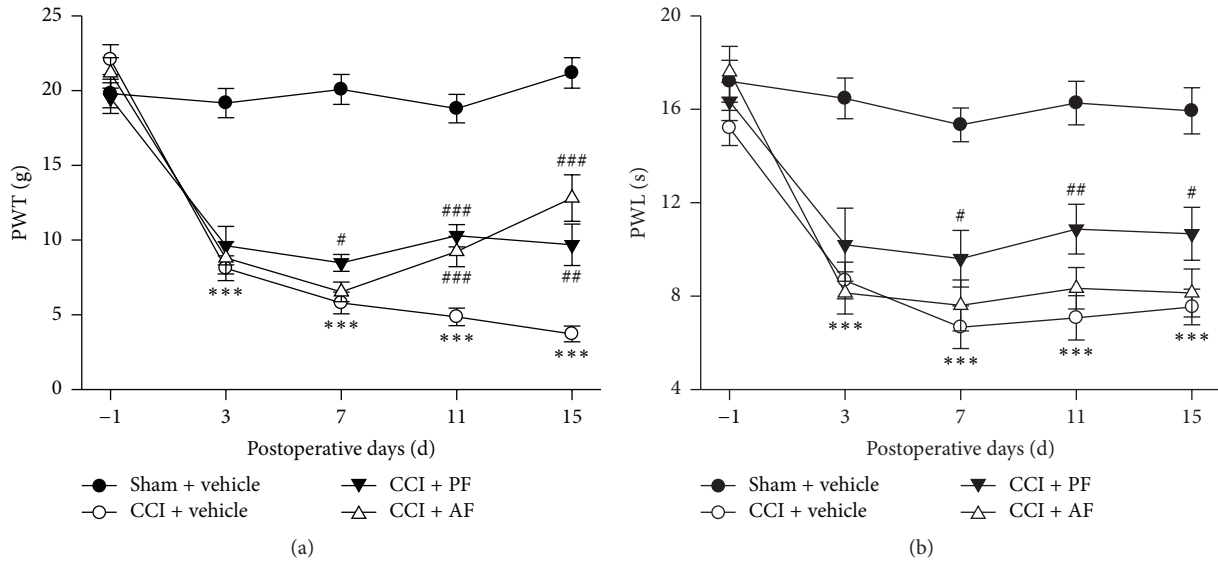 25
20
15
10
5
0
PWT (g)
###
###
#
###
##
***
***
***
***
−1 3 7 11 15
Postoperative days (d)
Sham + vehicle CCI + PF
CCI + vehicle CCI + AF
(a)
20
16
12
8
4
PWL (s)
##
#
#
***
***
***
***
−1 3 7 11 15
Postoperative days (d)
Sham + vehicle CCI + PF
CCI + vehicle CCI + AF
(b)